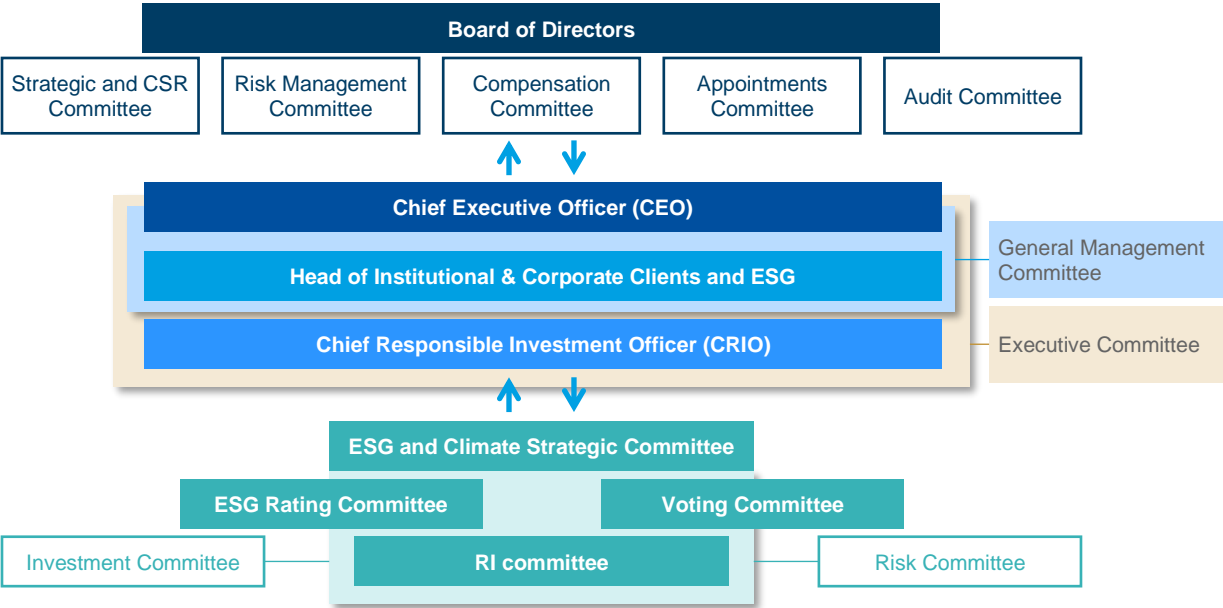 Board of Directors
Strategic and CSR
Committee
Risk Management
Committee
Compensation
Committee
Appointments
Committee
Audit Committee
Chief Executive Officer (CEO)
Head of Institutional & Corporate Clients and ESG
General Management
Committee
Chief Responsible Investment Officer (CRIO)
Executive Committee
ESG and Climate Strategic Committee
ESG Rating Committee
Voting Committee
Investment Committee
RI committee
Risk Committee